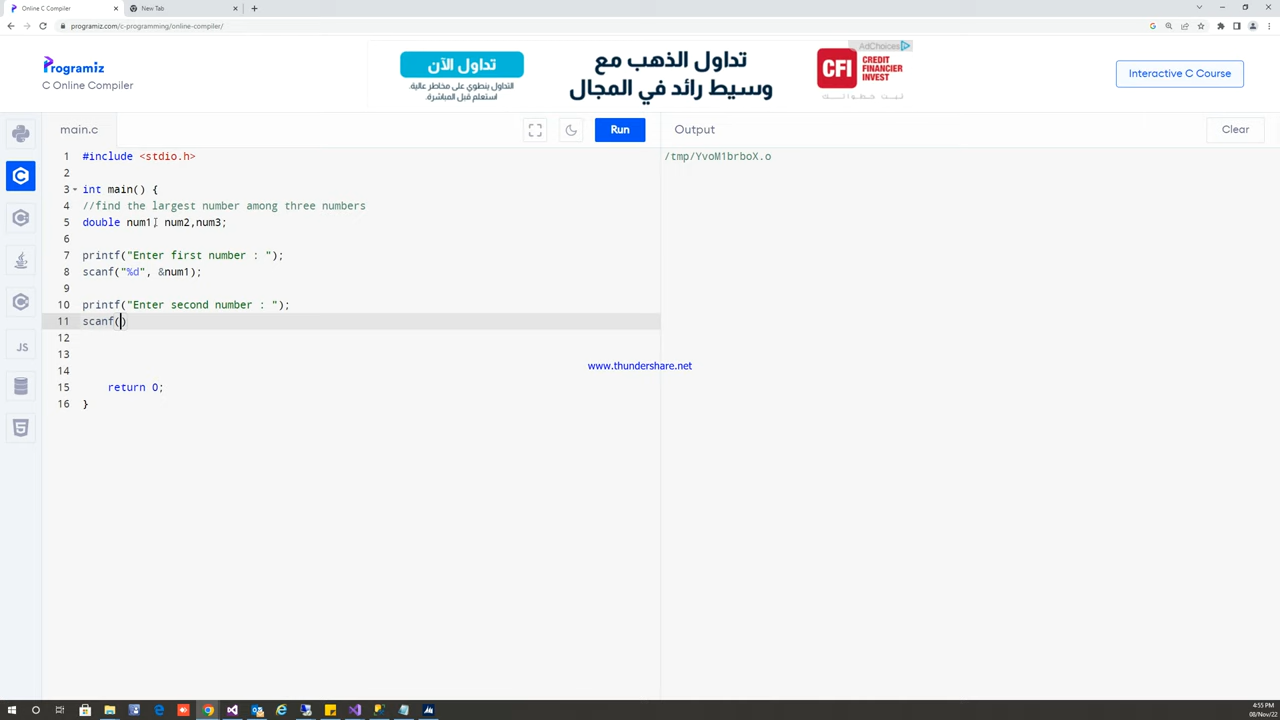 Online C Compiler
New Tab
programiz.com/c-programming/online-compiler/
Programiz
C Online Compiler
تداول الآن
التداول ينطوي على مخاطر عالية.
استعلم قبل المباشرة.
تداول الذهب مع
وسيط رائد في المجال
CFI CREDIT
FINANCIER
INVEST
AdChoices
Interactive C Course
main.c
Run
Output
Clear
1 #include <stdio.h>
2
3 int main() {
4 //find the largest number among three numbers
5 double num1, num2,num3;
6
7 printf("Enter first number : ");
8 scanf("%d", &num1);
9
10 printf("Enter second number : ");
11 scanf()
12
13
14
15 return 0;
16 }
/tmp/YvoM1brboX.o
www.thundershare.net
JS
4:55 PM
08/Nov/22